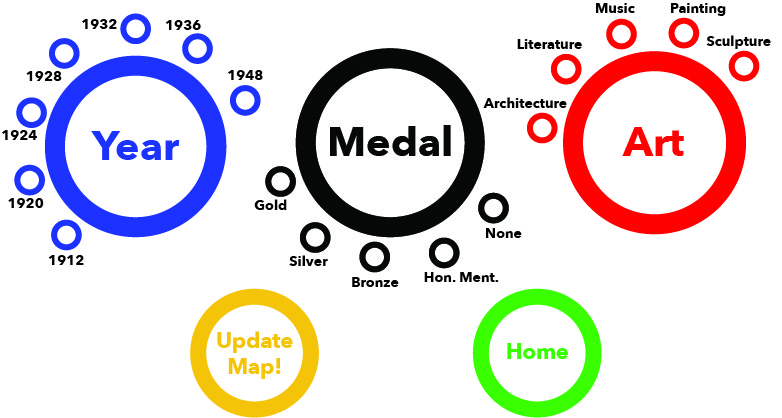 1932
1936
1928
1948
1924
1920
1912
Year
Medal
Gold
Silver
Bronze
Hon. Ment.
None
Music
Painting
Literature
Sculpture
Architecture
Art
Update
Map!
Home